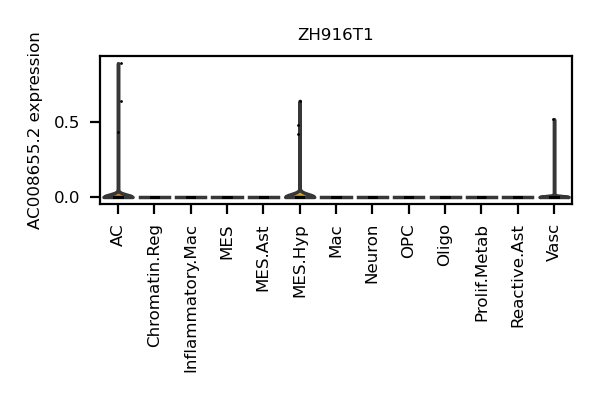 ZH916T1
AC008655.2 expression
0.5
0.0
AC
Chromatin.Reg
Inflammatory.Mac
MES
MES.Ast
MES.Hyp
Mac
Neuron
OPC
Oligo
Prolif.Metab
Reactive.Ast
Vasc